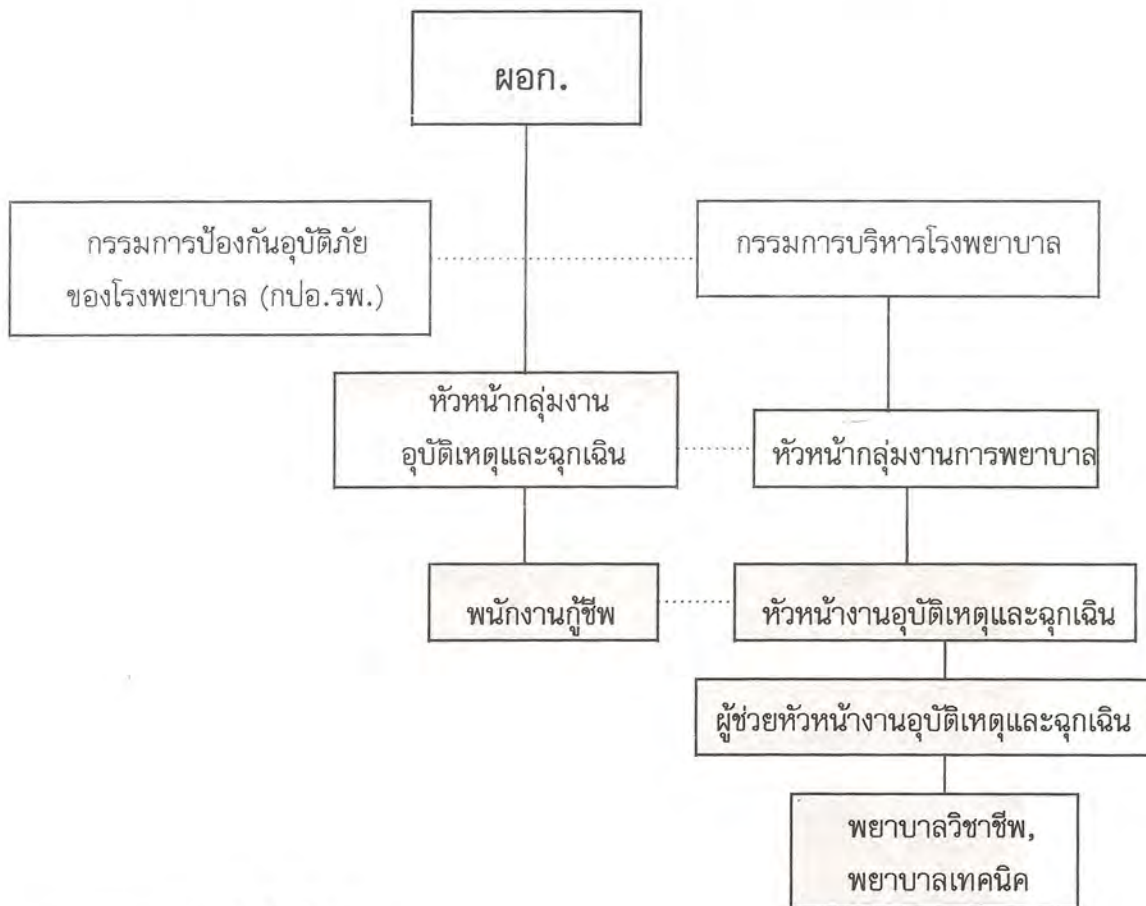 ผอก.
กรรมการป้องกันอุบัติภัย
ของโรงพยาบาล (กปอ.รพ.)
กรรมการบริหารโรงพยาบาล
หัวหน้ากลุ่มงาน
อุบัติเหตุและฉุกเฉิน
หัวหน้ากลุ่มงานการพยาบาล
พนักงานกู้ชีพ
หัวหน้างานอุบัติเหตุและฉุกเฉิน
ผู้ช่วยหัวหน้างานอุบัติเหตุและฉุกเฉิน
พยาบาลวิชาชีพ,
พยาบาลเทคนิค